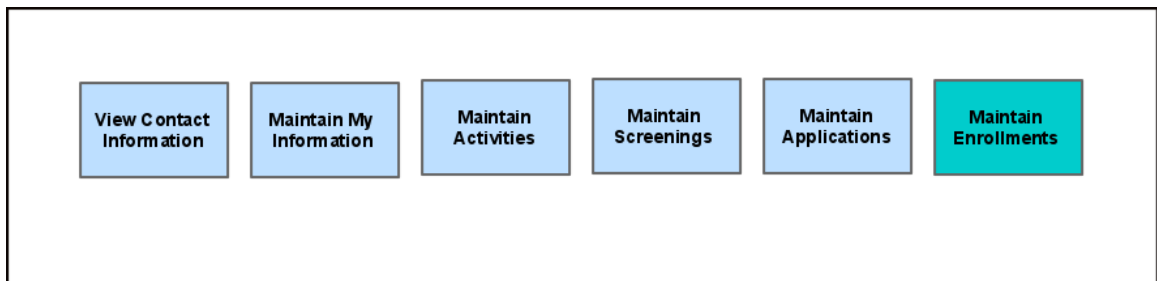 View Contact
Information
Maintain My
Information
Maintain
Activities
Maintain
Screenings
Maintain
Applications
Maintain
Enrollments